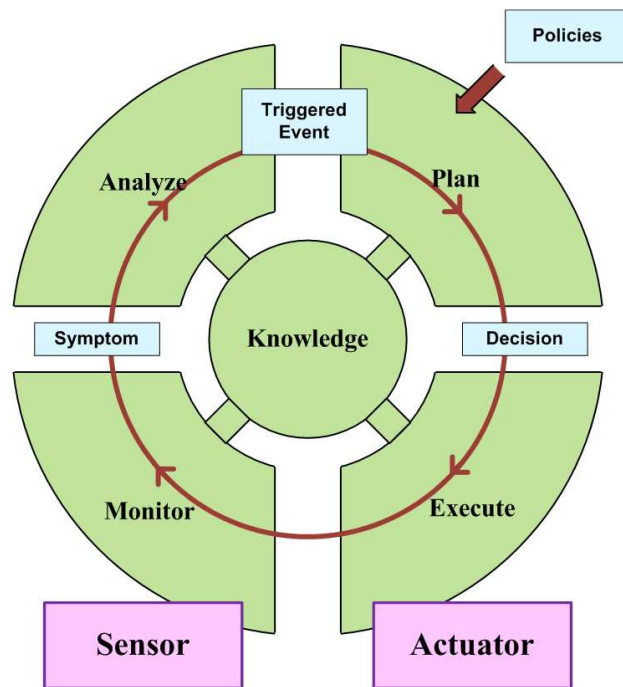 Policies
Triggered
Event
Analyze
Plan
Symptom
Knowledge
Decision
Monitor
Execute
Sensor
Actuator